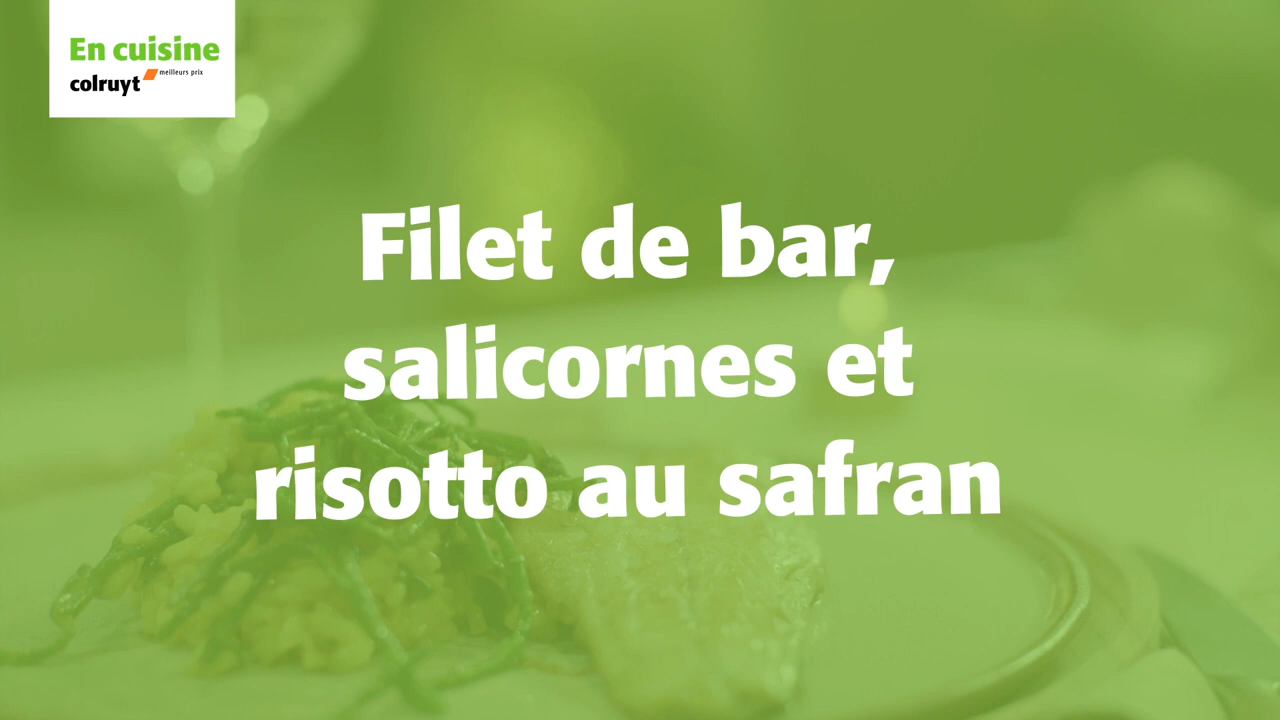 En cuisine
colruyt meilleurs prix
Filet de bar,
salicornes et
risotto au safran